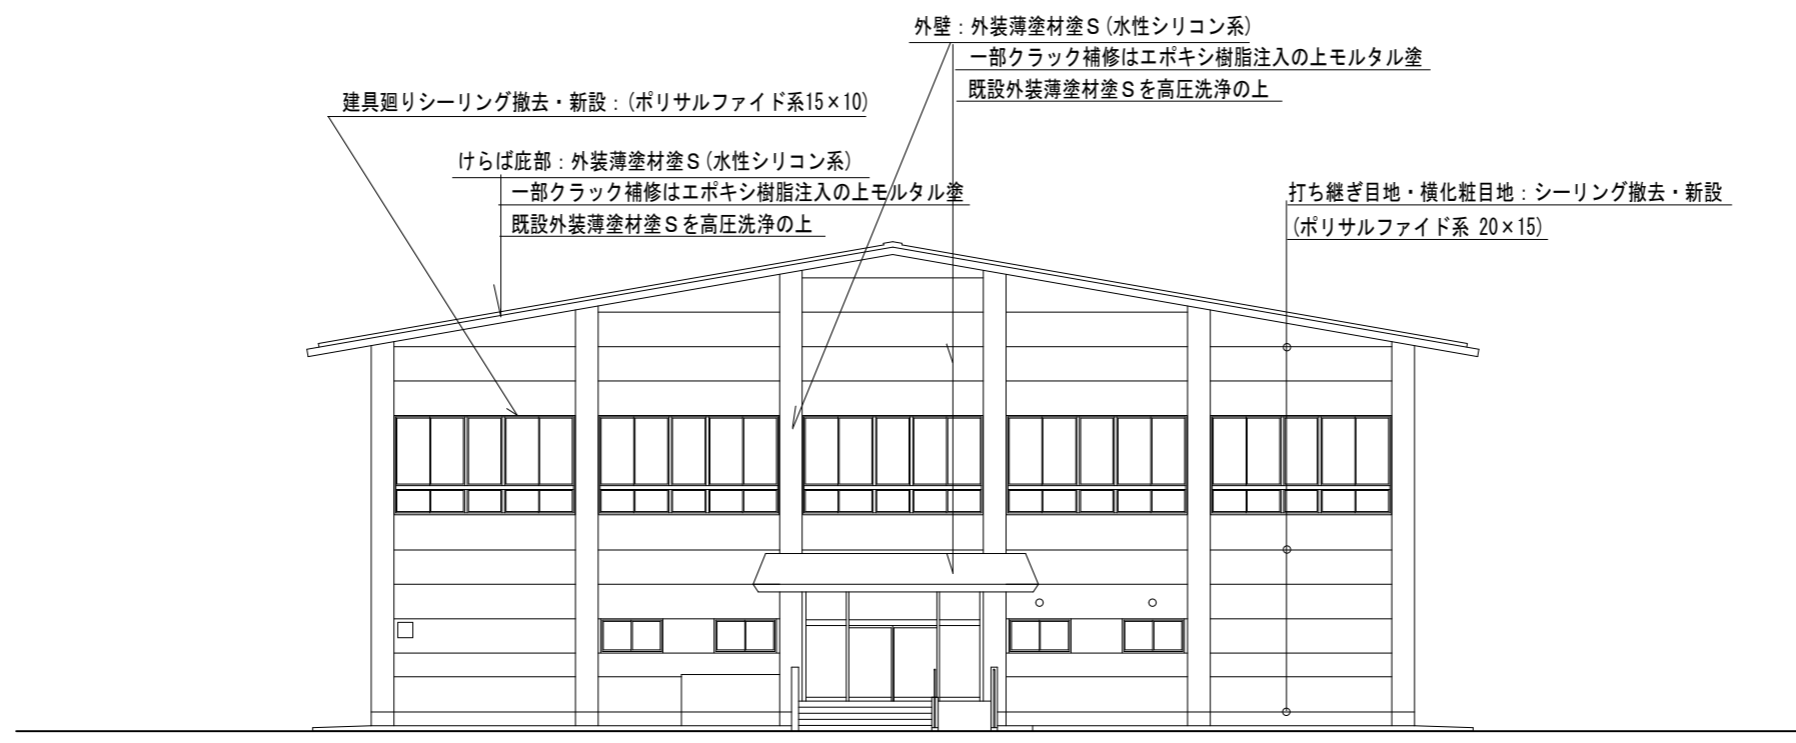 外壁：外装薄塗材塗Ｓ(水性シリコン系)
一部クラック補修はエポキシ樹脂注入の上モルタル塗
既設外装薄塗材塗Ｓを高圧洗浄の上
建具廻りシーリング撤去・新設：(ポリサルファイド系15×10)
けらば庇部：外装薄塗材塗Ｓ(水性シリコン系)
一部クラック補修はエポキシ樹脂注入の上モルタル塗
既設外装薄塗材塗Ｓを高圧洗浄の上
打ち継ぎ目地・横化粧目地：シーリング撤去・新設
(ポリサルファイド系 20×15)